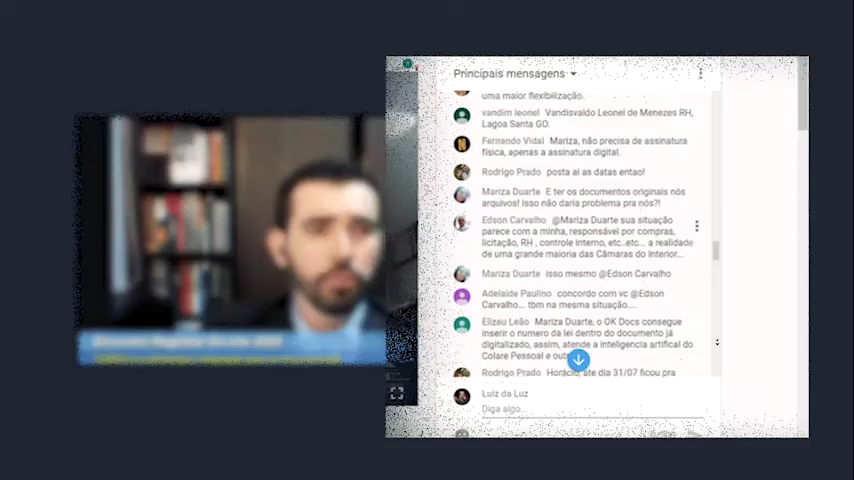 Principais mensagens
uma maior flexibilização.
vandim leonel Vandisvaldo Leonel de Menezes RH,
Lagoa Santa GO.
Fernando Vidal Mariza, não precisa de assinatura
física, apenas a assinatura digital.
Rodrigo Prado posta ai as datas entao!
Mariza Duarte E ter os documentos originais nós
arquivos! Isso não daria problema pra nós?!
Edson Carvalho @Mariza Duarte sua situação
parece com a minha, responsável por compras,
licitação, RH , controle interno, etc..etc... a realidade
de uma grande maioria das Câmaras do Interior...
Mariza Duarte isso mesmo @Edson Carvalho
Adelaide Paulino concordo com vc @Edson
Carvalho... tbm na mesma situação....
Elizeu Leão Mariza Duarte, o OK Docs consegue
inserir o numero da lei dentro do documento já
digitalizado, assim, atende a inteligencia artificial do
Colare Pessoal e
Rodrigo Prado Horácio, ate dia 31/07 ficou pra
Luiz da Luz
Diga algo...